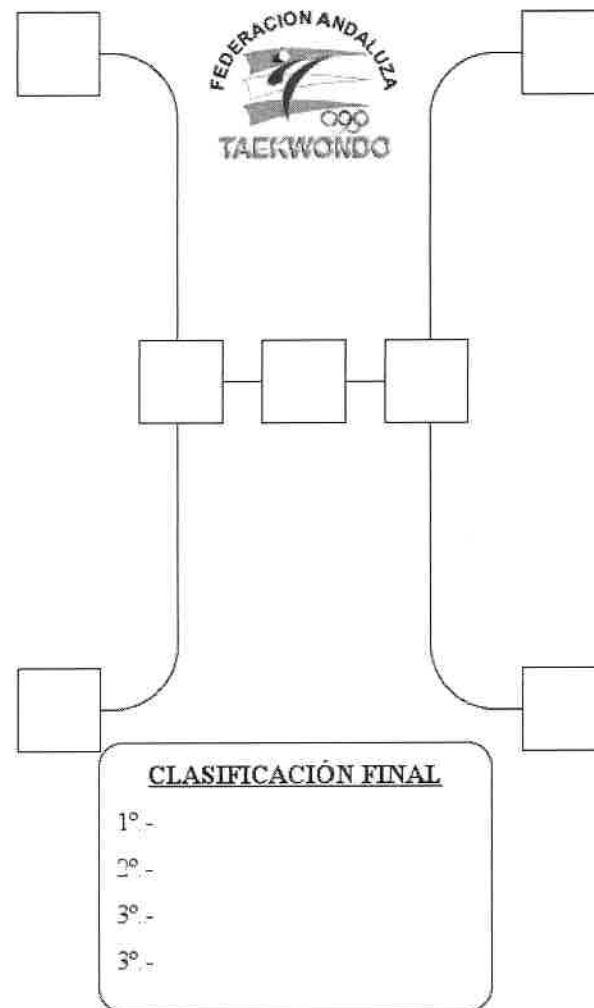 FEDERACION ANDALUZA
TAEKWONDO
CLASIFICACIÓN FINAL
1º.-
2º.-
3º.-
3º.-